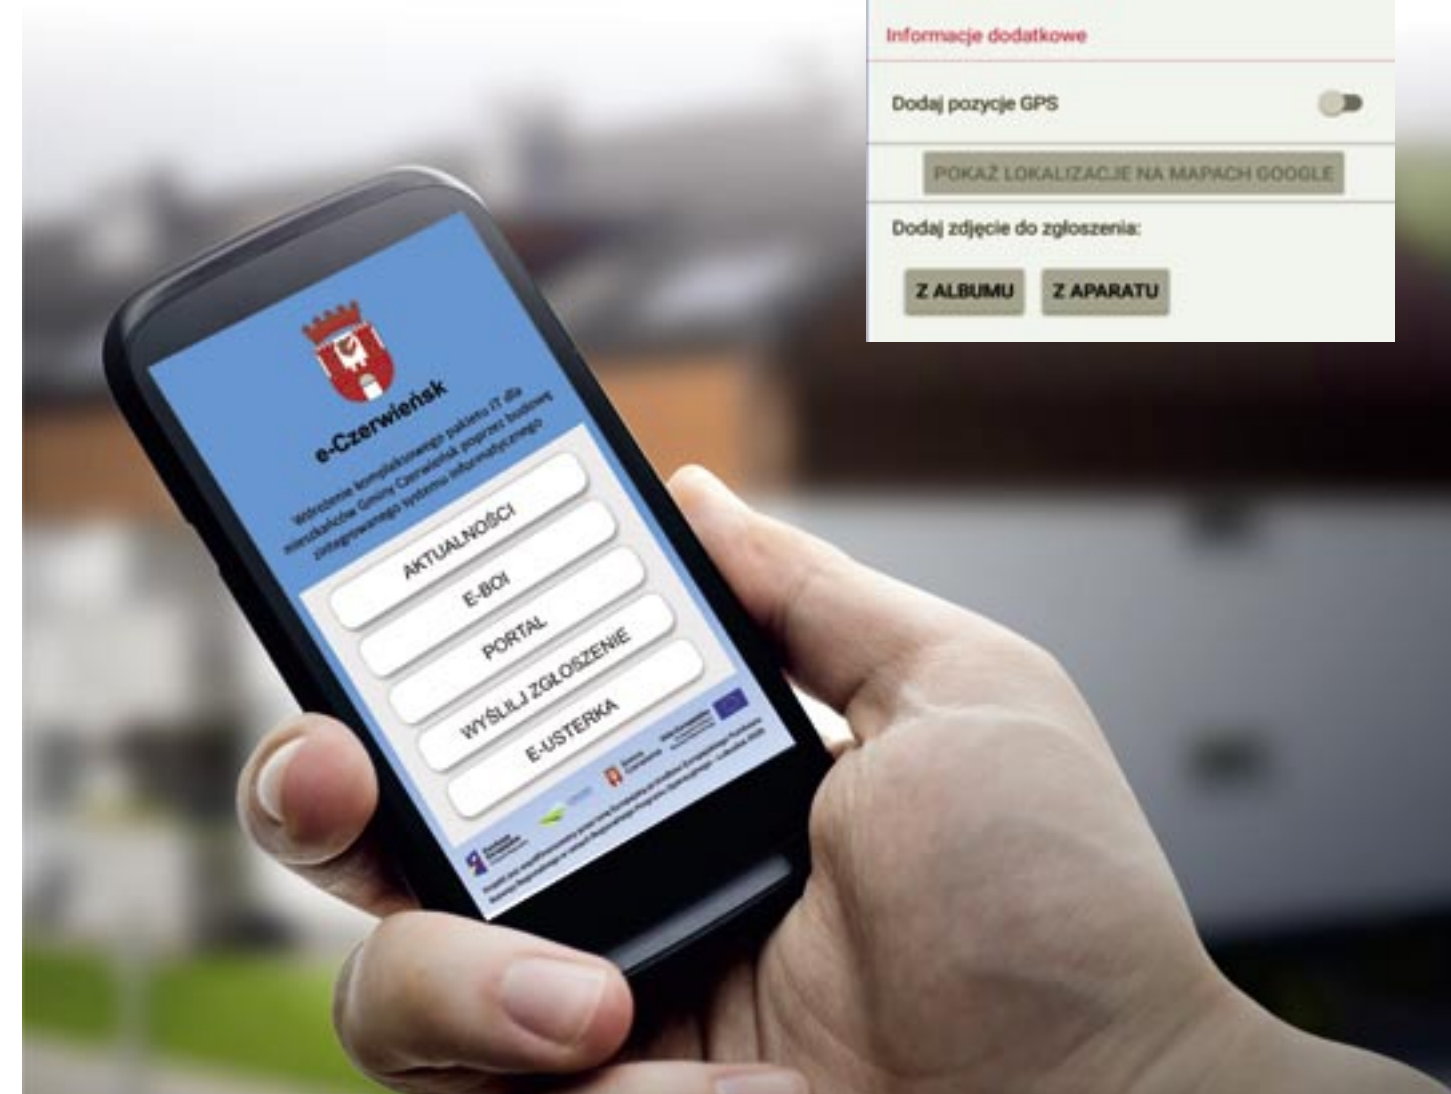 Informacje dodatkowe
Dodaj pozycje GPS
POKAŻ LOKALIZACJE NA MAPACH GOOGLE
Dodaj zdjęcie do zgłoszenia:
Z ALBUMU
Z APARATU
e-Czerwieńsk
Wdrożenie kompleksowego pakietu IT dla
mieszkańców Gminy Czerwieńsk poprzez budowę
zintegrowanego systemu informatycznego
AKTUALNOŚCI
E-BOI
PORTAL
WYŚLILJ ZGŁOSZENIE
E-USTERKA